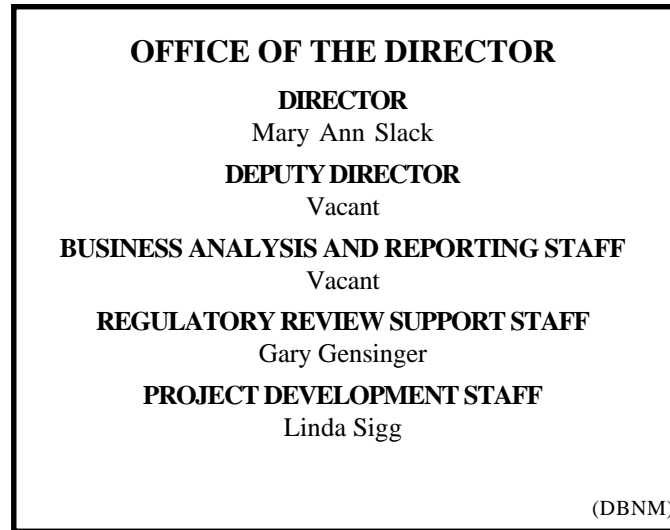 OFFICE OF THE DIRECTOR
DIRECTOR
Mary Ann Slack
DEPUTY DIRECTOR
Vacant
BUSINESS ANALYSIS AND REPORTING STAFF
Vacant
REGULATORY REVIEW SUPPORT STAFF
Gary Gensinger
PROJECT DEVELOPMENT STAFF
Linda Sigg
(DBNM)